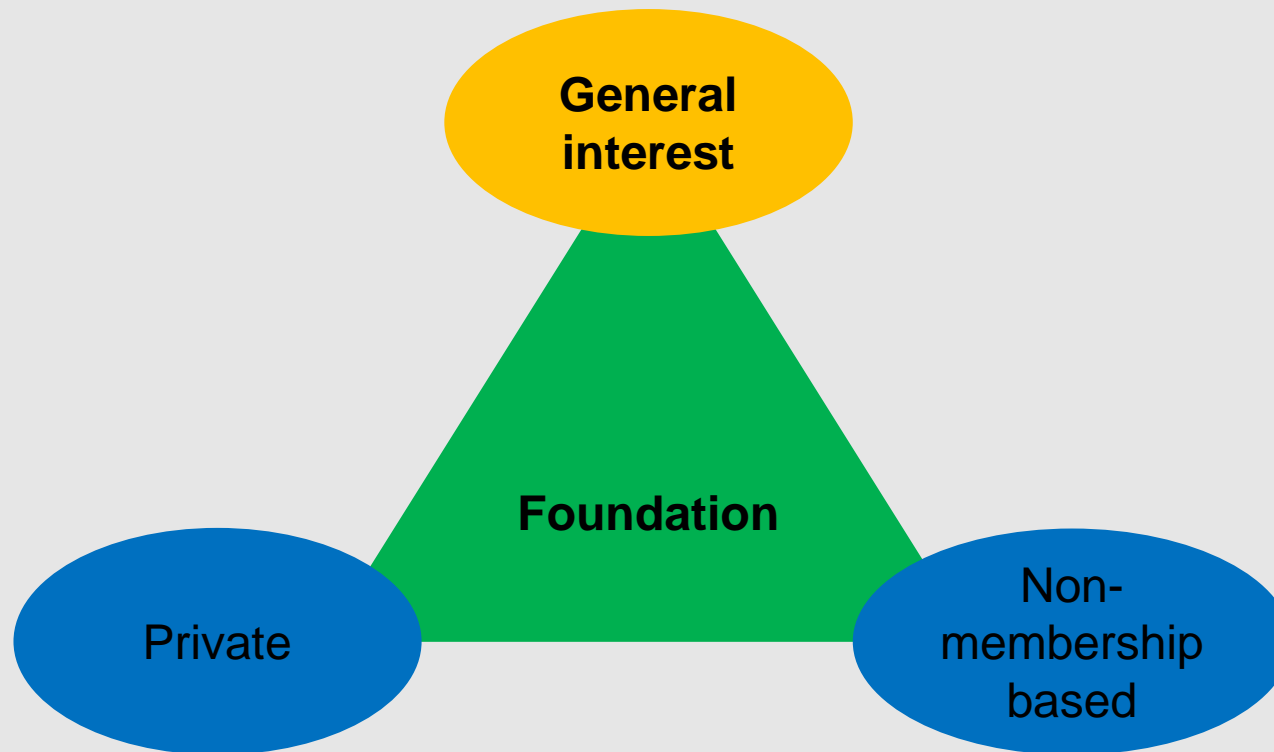 General
interest
Foundation
Private
Non-
membership
based